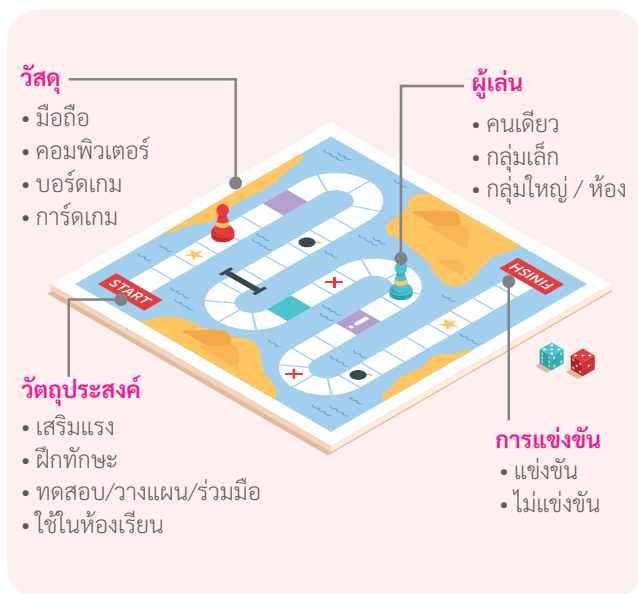 วัสดุ
• มือถือ
• คอมพิวเตอร์
• บอร์ดเกม
• การ์ดเกม
ผู้เล่น
• คนเดียว
• กลุ่มเล็ก
• กลุ่มใหญ่ / ห้อง
START
FINISH
!
วัตถุประสงค์
• เสริมแรง
• ฝึกทักษะ
• ทดสอบ/วางแผน/ร่วมมือ
• ใช้ในห้องเรียน
การแข่งขัน
• แข่งขัน
• ไม่แข่งขัน